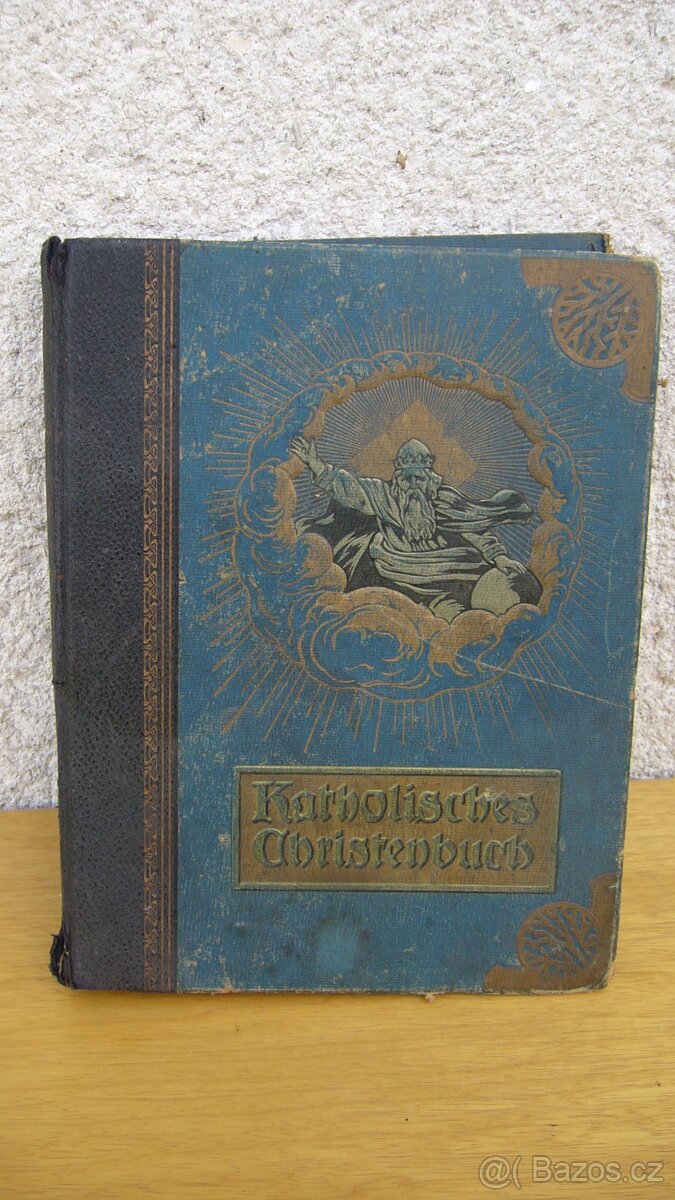 Katholisches
Christenbuch
@( Bazos.cz